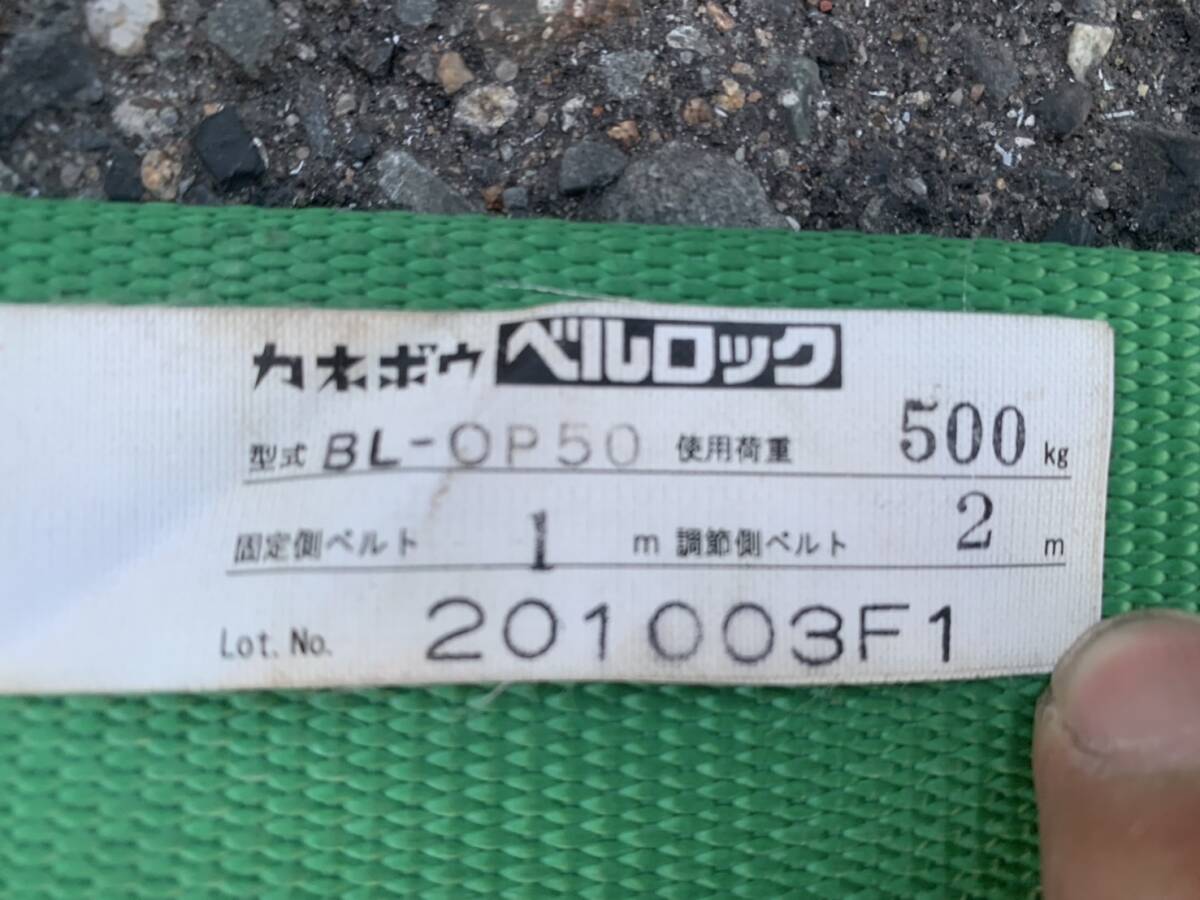 カネボウ ベルロック
型式 BL-OP50 使用荷重 500 kg
固定側ベルト 1 m 調節側ベルト 2 m
Lot. No. 201003F1